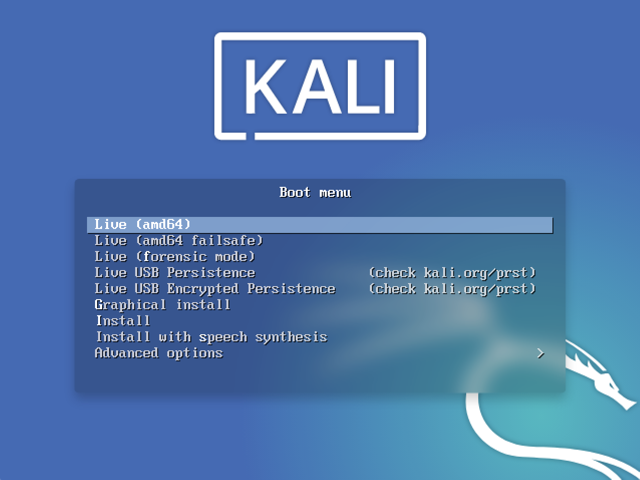 KALI
Boot menu
Live (amd64)
Live (amd64 failsafe)
Live (forensic mode)
Live USB Persistence (check kali.org/prst)
Live USB Encrypted Persistence (check kali.org/prst)
Graphical install
Install
Install with speech synthesis
Advanced options >